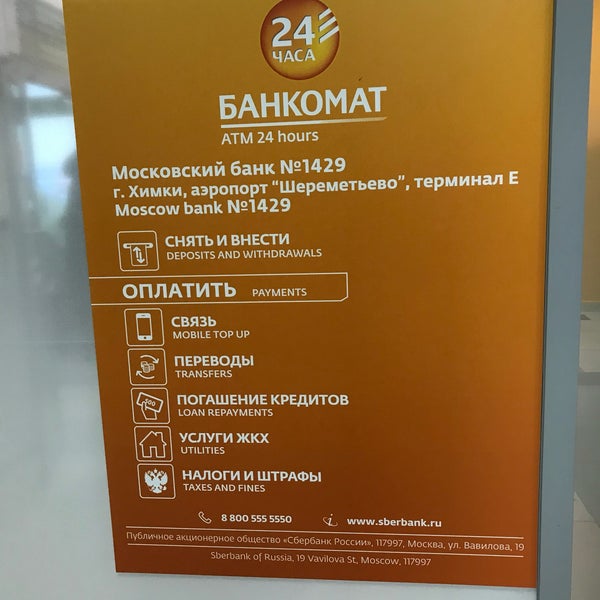 24
ЧАСА
БАНКОМАТ
ATM 24 hours
Московский банк №1429
г. Химки, аэропорт "Шереметьево", терминал Е
Moscow bank №1429
СНЯТЬ И ВНЕСТИ
DEPOSITS AND WITHDRAWALS
ОПЛАТИТЬ PAYMENTS
СВЯЗЬ
MOBILE TOP UP
ПЕРЕВОДЫ
TRANSFERS
500
ПОГАШЕНИЕ КРЕДИТОВ
LOAN REPAYMENTS
УСЛУГИ ЖКХ
UTILITIES
НАЛОГИ И ШТРАФЫ
TAXES AND FINES
8 800 555 5550 i www.sberbank.ru
Публичное акционерное общество «Сбербанк России», 117997, Москва, ул. Вавилова, 19
Sberbank of Russia, 19 Vavilova St, Moscow, 117997